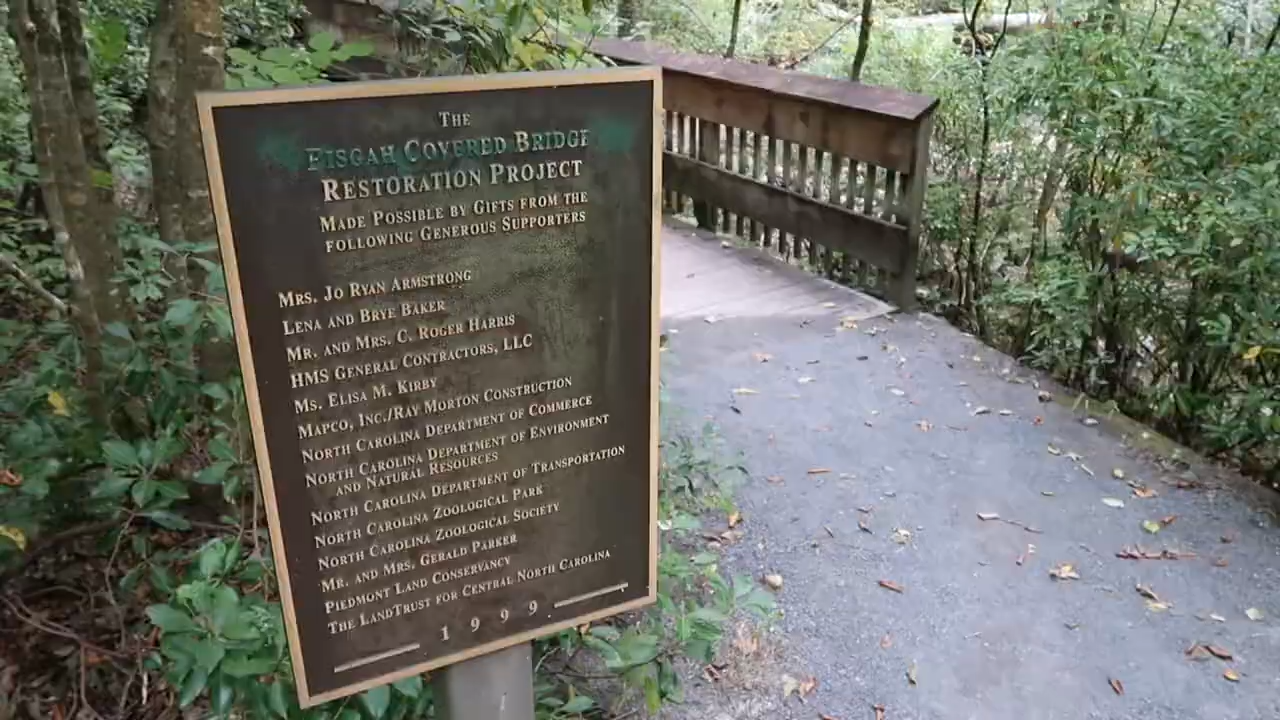 THE
PISGAH COVERED BRIDGE
RESTORATION PROJECT
MADE POSSIBLE BY GIFTS FROM THE
FOLLOWING GENEROUS SUPPORTERS
MRS. JO RYAN ARMSTRONG
LENA AND BRYE BAKER
MR. AND MRS. C. ROGER HARRIS
HMS GENERAL CONTRACTORS, LLC
MS. ELISA M. KIRBY
MAPCO, INC./RAY MORTON CONSTRUCTION
NORTH CAROLINA DEPARTMENT OF COMMERCE
NORTH CAROLINA DEPARTMENT OF ENVIRONMENT
AND NATURAL RESOURCES
NORTH CAROLINA DEPARTMENT OF TRANSPORTATION
NORTH CAROLINA ZOOLOGICAL PARK
NORTH CAROLINA ZOOLOGICAL SOCIETY
MR. AND MRS. GERALD PARKER
PIEDMONT LAND CONSERVANCY
THE LANDTRUST FOR CENTRAL NORTH CAROLINA
1999